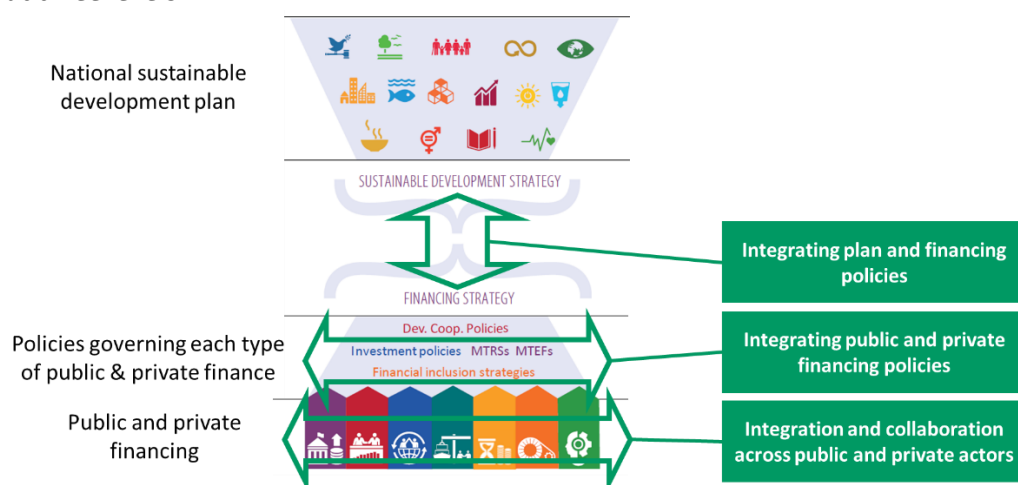 National sustainable
development plan
SUSTAINABLE DEVELOPMENT STRATEGY
Integrating plan and financing
policies
FINANCING STRATEGY
Dev. Coop. Policies
Policies governing each type
of public & private finance
Investment policies MTRSs MTEFs
Financial inclusion strategies
Integrating public and private
financing policies
Public and private
financing
Integration and collaboration
across public and private actors